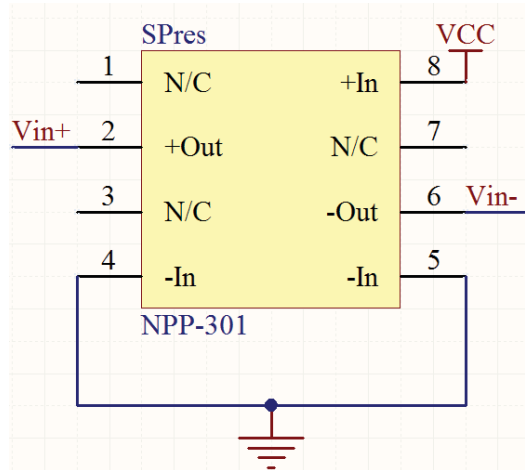 SPres
VCC
1 N/C +In 8
Vin+ 2 +Out N/C 7
3 N/C -Out 6 Vin-
4 -In -In 5
NPP-301